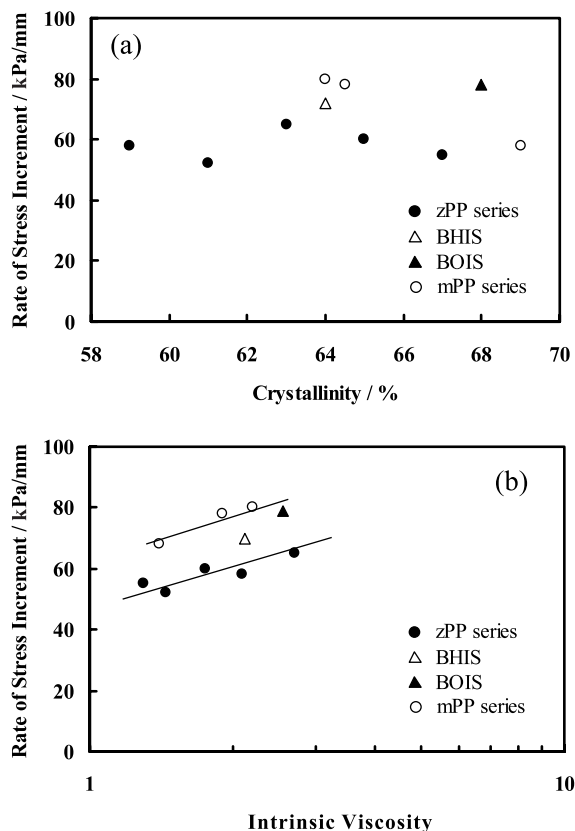 (a)
Rate of Stress Increment / kPa/mm
100
80
60
40
20
0
zPP series
BHIS
BOIS
mPP series
58 60 62 64 66 68 70
Crystallinity / %
(b)
Rate of Stress Increment / kPa/mm
100
80
60
40
20
0
zPP series
BHIS
BOIS
mPP series
1 10
Intrinsic Viscosity